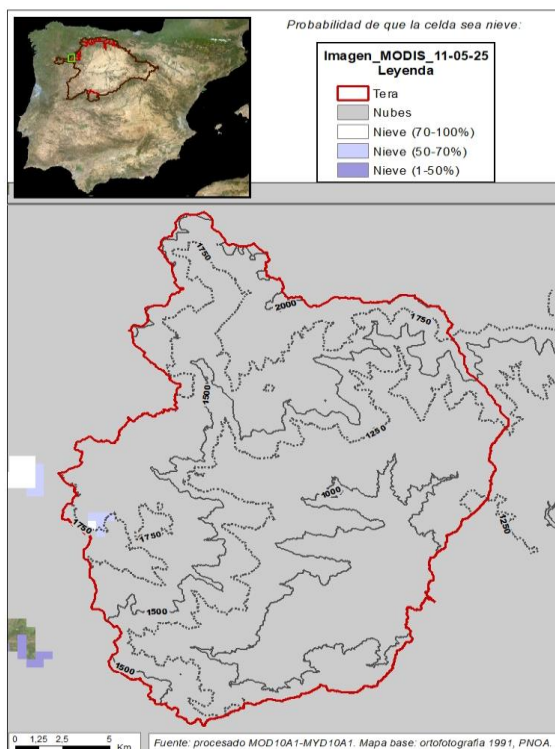 Probabilidad de que la celda sea nieve:
Imagen_MODIS_11-05-25
Leyenda
Tera
Nubes
Nieve (70-100%)
Nieve (50-70%)
Nieve (1-50%)
1750
2000
1750
1500
1250
1000
1250
1750
1750
1500
1500
0 1,25 2,5 5
Km
Fuente: procesado MOD10A1-MYD10A1. Mapa base: ortofotografia 1991, PNOA